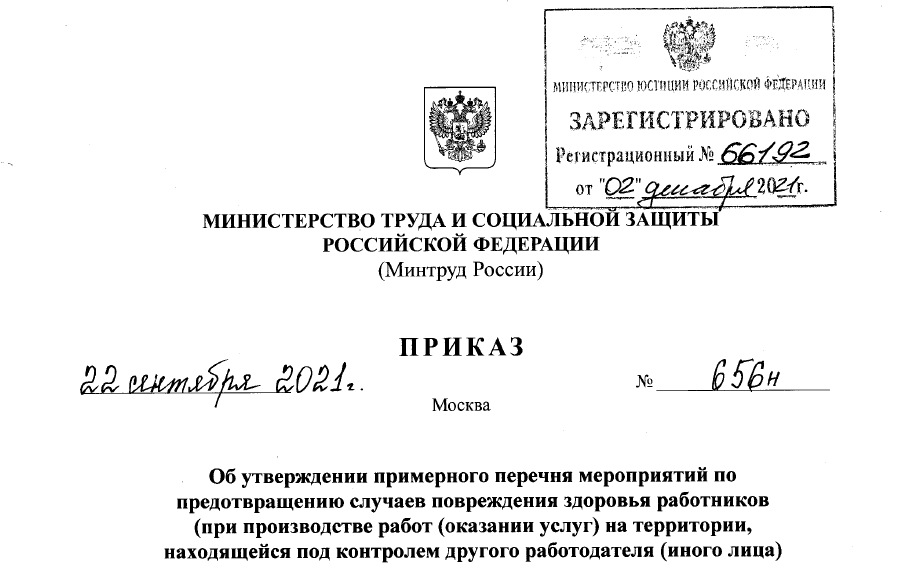 МИНИСТЕРСТВО ЮСТИЦИИ РОССИЙСКОЙ ФЕДЕРАЦИИ
ЗАРЕГИСТРИРОВАНО
Регистрационный № 66192
от "02" декабря 2021г.
МИНИСТЕРСТВО ТРУДА И СОЦИАЛЬНОЙ ЗАЩИТЫ
РОССИЙСКОЙ ФЕДЕРАЦИИ
(Минтруд России)
ПРИКАЗ
22 сентября 2021г. № 656н
Москва
Об утверждении примерного перечня мероприятий по
предотвращению случаев повреждения здоровья работников
(при производстве работ (оказании услуг) на территории,
находящейся под контролем другого работодателя (иного лица)